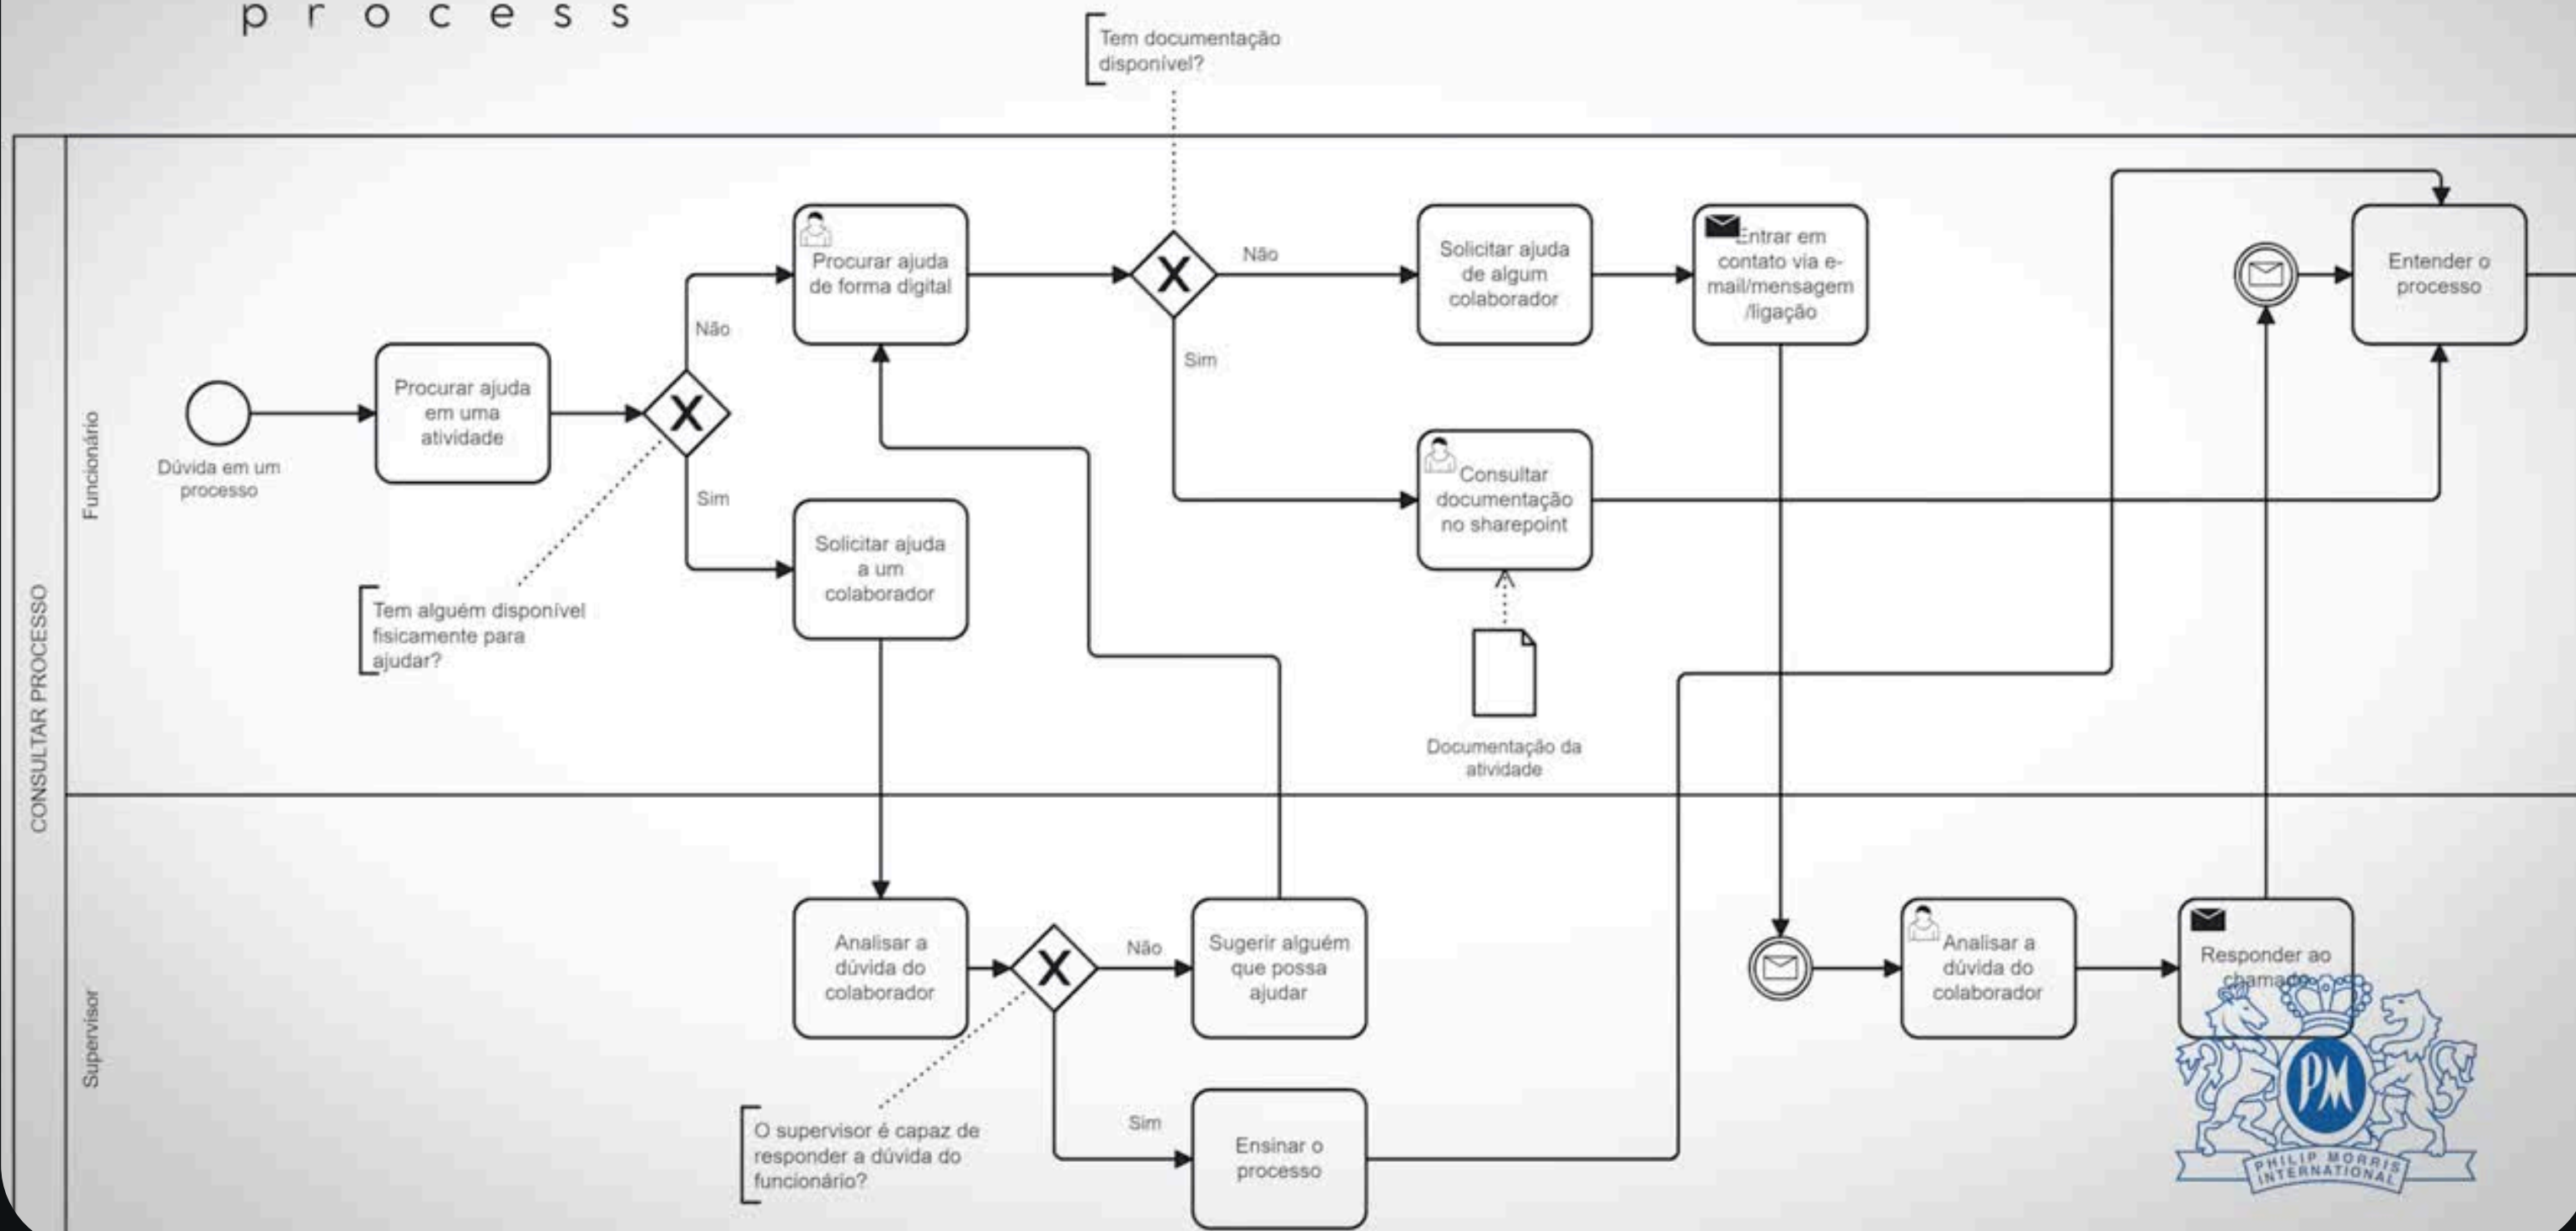 process
Tem documentação
disponível?
CONSULTAR PROCESSO
Funcionário
Dúvida em um
processo
Procurar ajuda
em uma
atividade
Tem alguém disponível
fisicamente para
ajudar?
Não
Sim
Procurar ajuda
de forma digital
Solicitar ajuda
a um
colaborador
Não
Sim
Solicitar ajuda
de algum
colaborador
Entrar em
contato via e-
mail/mensagem
/ligação
Consultar
documentação
no sharepoint
Documentação da
atividade
Entender o
processo
Supervisor
Analisar a
dúvida do
colaborador
O supervisor é capaz de
responder a dúvida do
funcionário?
Não
Sim
Sugerir alguém
que possa
ajudar
Ensinar o
processo
Analisar a
dúvida do
colaborador
Responder ao
chamado
PM
PHILIP MORRIS
INTERNATIONAL